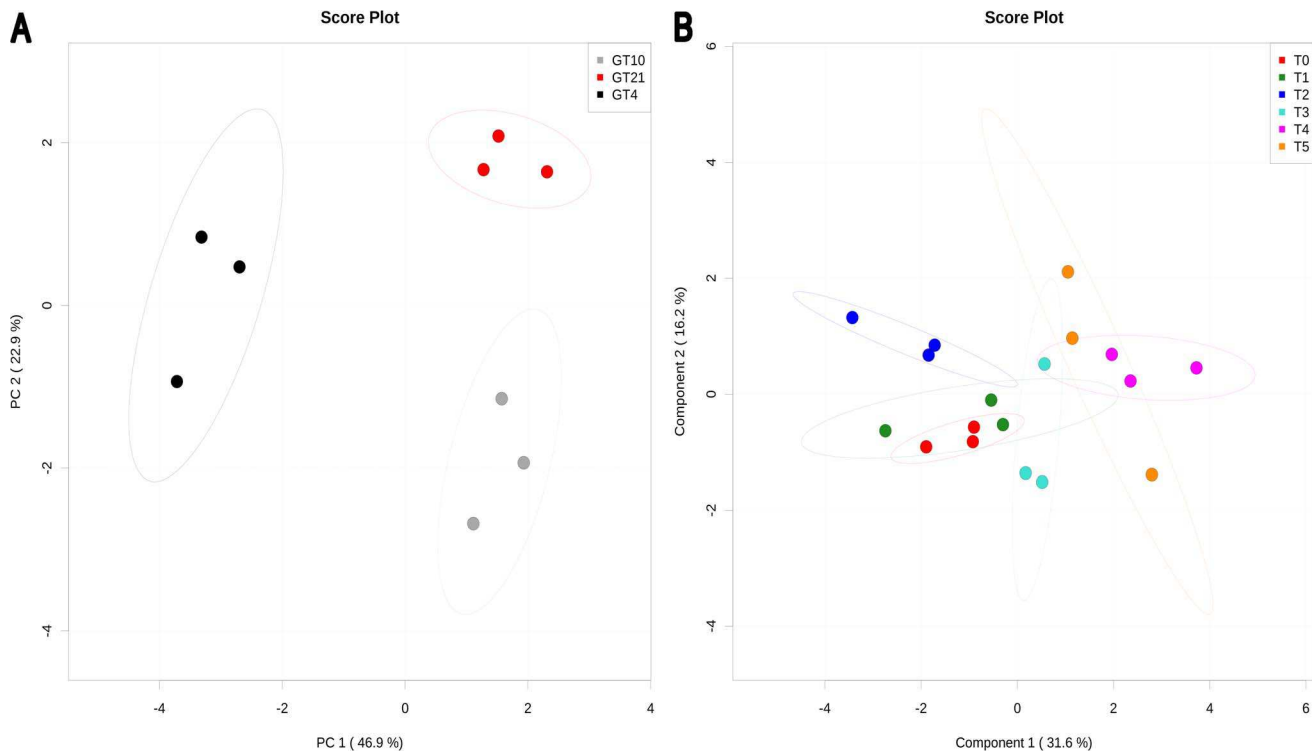 A
Score Plot
GT10
GT21
GT4
PC 2 ( 22.9 %)
2
0
-2
-4
-4
-2
0
2
4
PC 1 ( 46.9 %)
B
Score Plot
T0
T1
T2
T3
T4
T5
Component 2 ( 16.2 %)
6
4
2
0
-2
-4
-4
-2
0
2
4
6
Component 1 ( 31.6 %)